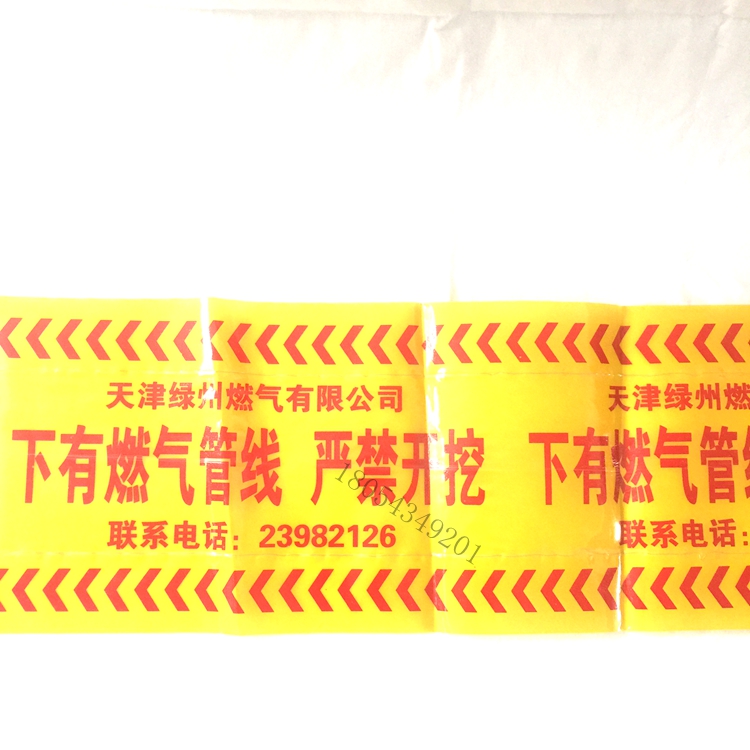 天津绿州燃气有限公司
下有燃气管线 严禁开挖
联系电话：23982126
18054349201
天津绿州燃
下有燃气管线
联系电话：